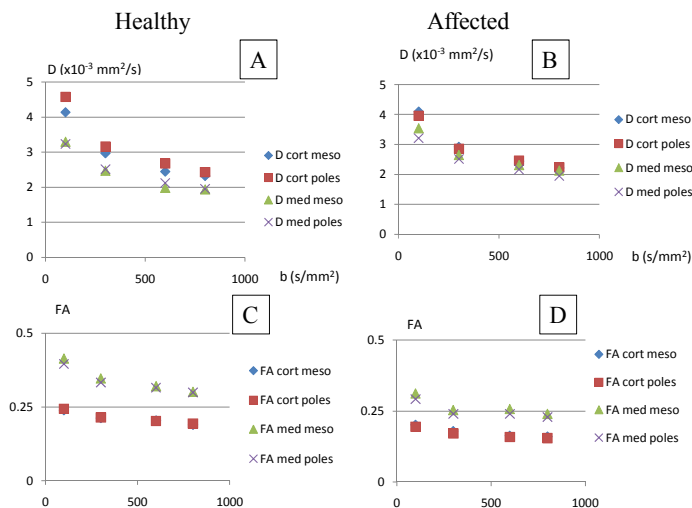 Healthy
Affected
A
D (x10⁻³ mm²/s)
5
4
3
2
1
0
0
500
1000
b (s/mm²)
D cort meso
D cort poles
D med meso
D med poles
B
D (x10⁻³ mm²/s)
5
4
3
2
1
0
0
500
1000
b (s/mm²)
D cort meso
D cort poles
D med meso
D med poles
C
FA
0.5
0.25
0
0
500
1000
FA cort meso
FA cort poles
FA med meso
FA med poles
D
FA
0.5
0.25
0
0
500
1000
FA cort meso
FA cort poles
FA med meso
FA med poles